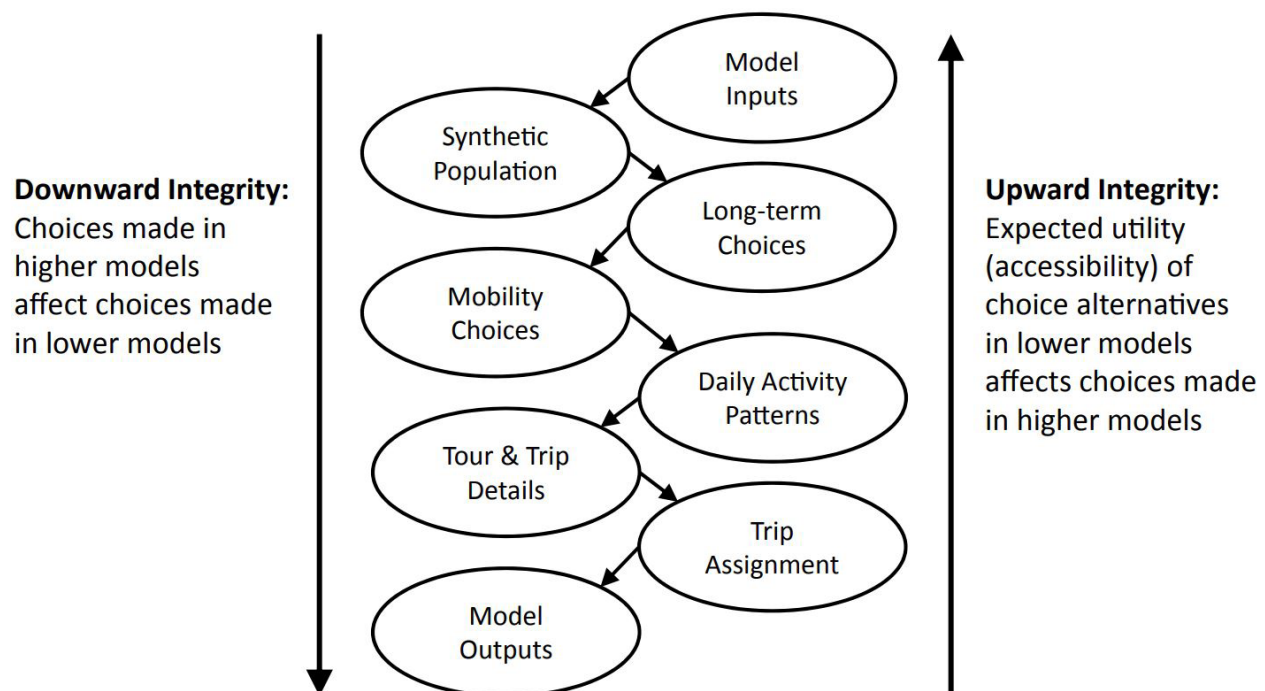 Model
Inputs
Synthetic
Population
Downward Integrity:
Choices made in
higher models
affect choices made
in lower models
Long-term
Choices
Upward Integrity:
Expected utility
(accessibility) of
choice alternatives
in lower models
affects choices made
in higher models
Mobility
Choices
Daily Activity
Patterns
Tour & Trip
Details
Trip
Assignment
Model
Outputs